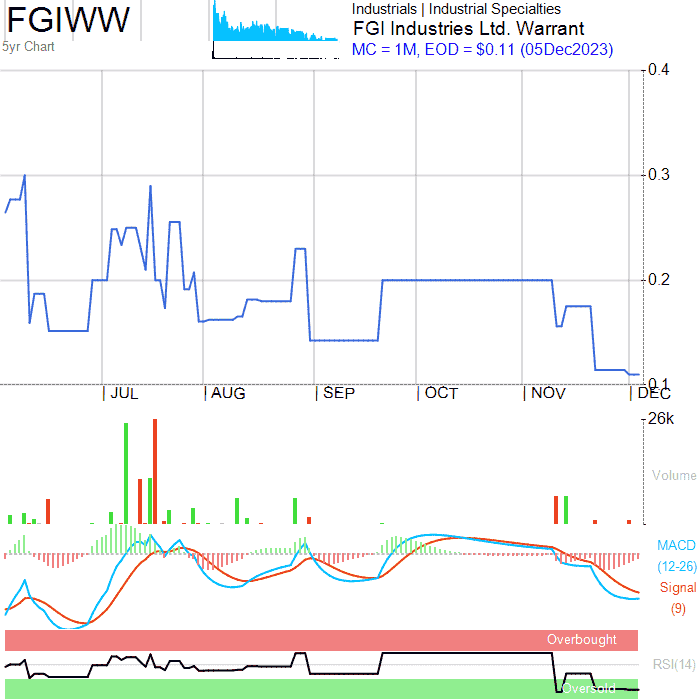 FGIWW
5yr Chart
Industrials | Industrial Specialties
FGI Industries Ltd. Warrant
MC = 1M, EOD = $0.11 (05Dec2023)
0.4
0.3
0.2
0.1
| JUL
| AUG
| SEP
| OCT
| NOV
| DEC
26k
Volume
MACD
(12-26)
Signal
(9)
Overbought
RSI(14)
Oversold